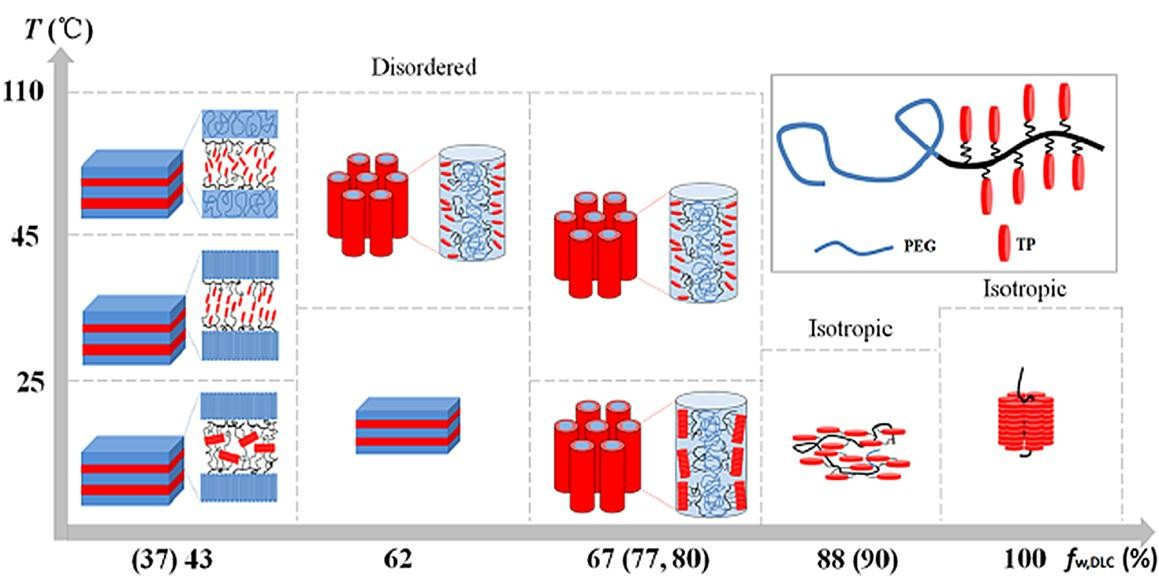 T (℃)
Disordered
110
45
25
PEG
TP
Isotropic
Isotropic
(37) 43
62
67 (77, 80)
88 (90)
100
fw,DLC (%)